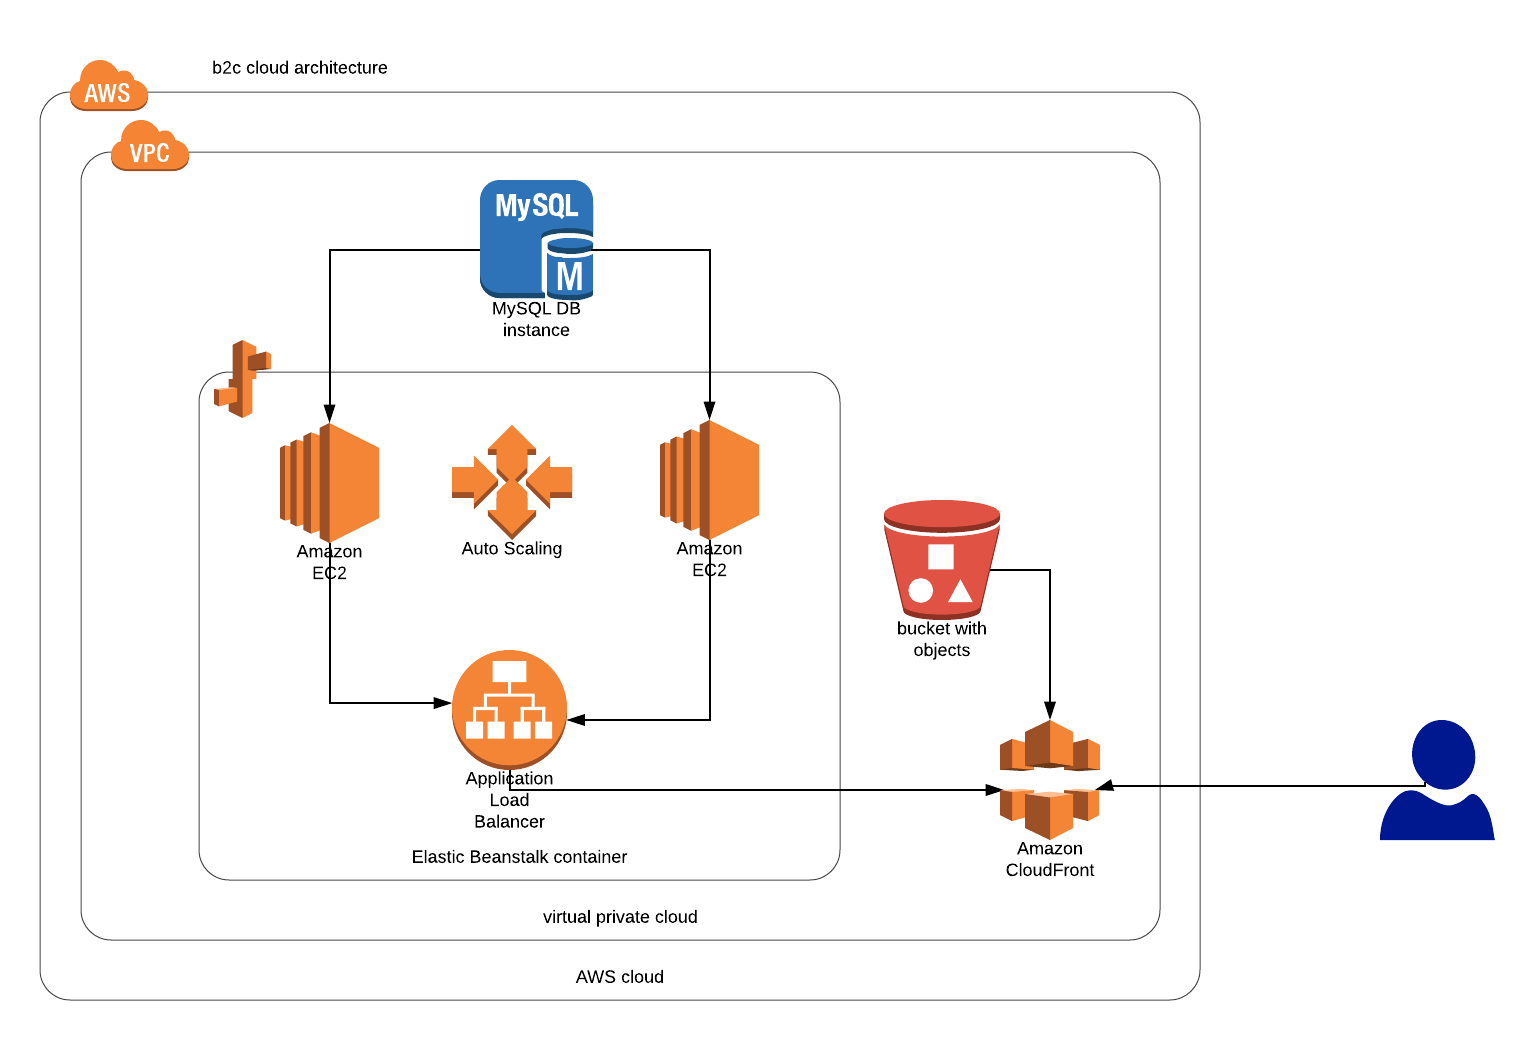 b2c cloud architecture
AWS
VPC
MySQL
M
MySQL DB
instance
Amazon
EC2
Auto Scaling
Amazon
EC2
bucket with
objects
Application
Load
Balancer
Amazon
CloudFront
Elastic Beanstalk container
virtual private cloud
AWS cloud